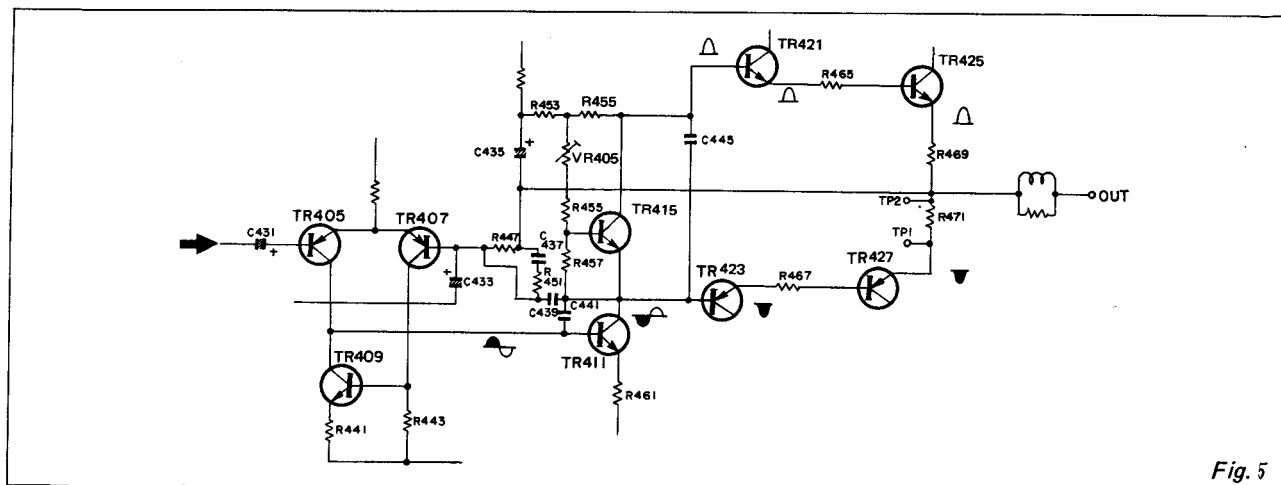 TR421
TR425
R465
R453
R455
C445
C435
+
VR405
R469
OUT
TP2
R471
TP1
R455
TR415
TR405
TR407
C431
+
R447
C
437
R
451
R457
+
C433
C439
C441
TR423
R467
TR427
TR409
TR411
R461
R441
R443
Fig. 5